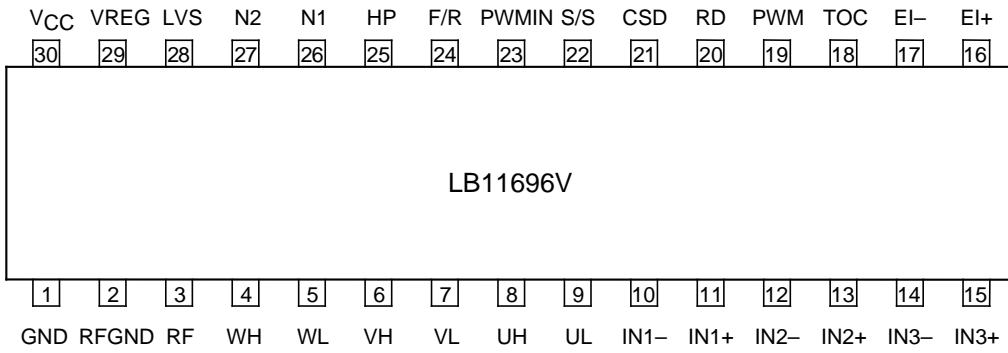 VCC VREG LVS N2 N1 HP F/R PWMIN S/S CSD RD PWM TOC EI– EI+
30 29 28 27 26 25 24 23 22 21 20 19 18 17 16
LB11696V
1 2 3 4 5 6 7 8 9 10 11 12 13 14 15
GND RFGND RF WH WL VH VL UH UL IN1– IN1+ IN2– IN2+ IN3– IN3+